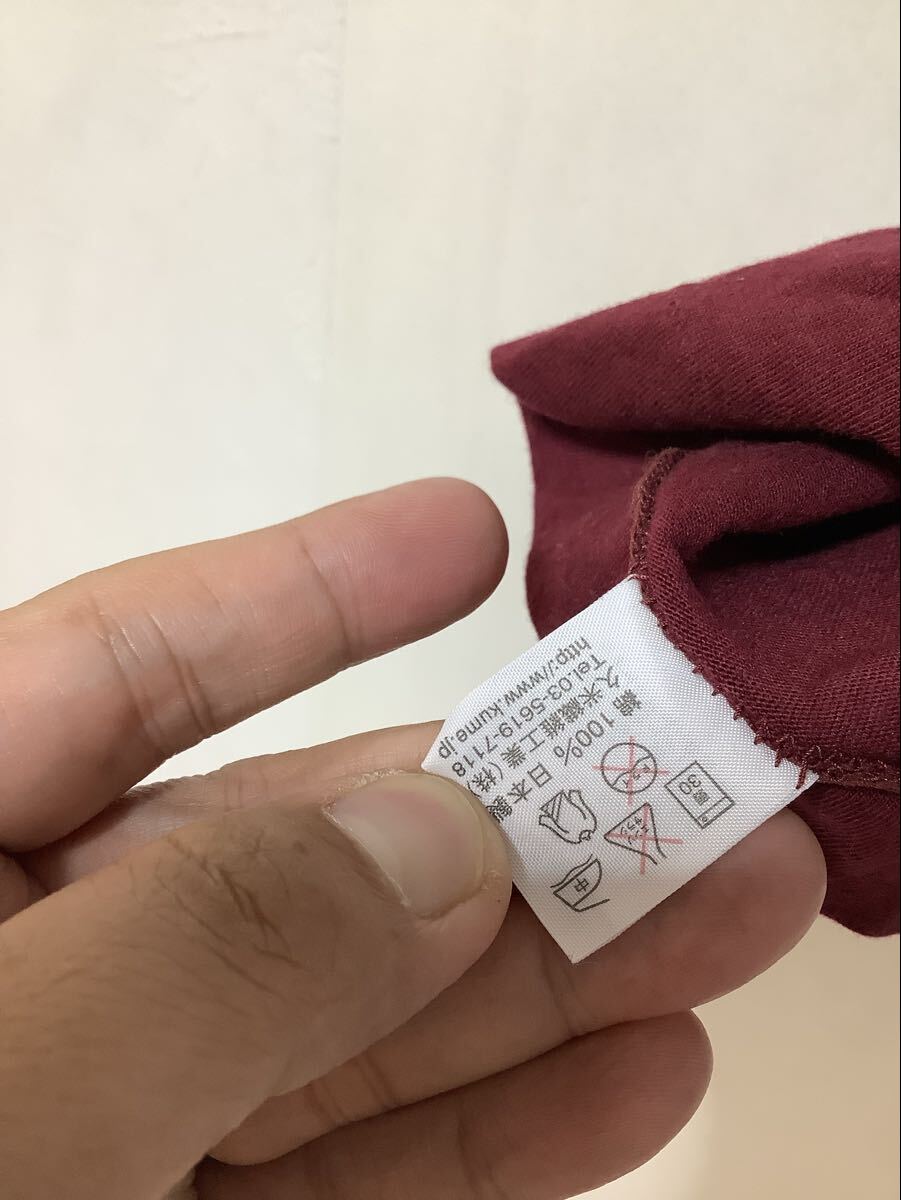 弱
30
中
綿 100% 日本製
久米繊維工業(株)
Tel.03-5619-7118
http://www.kume.jp